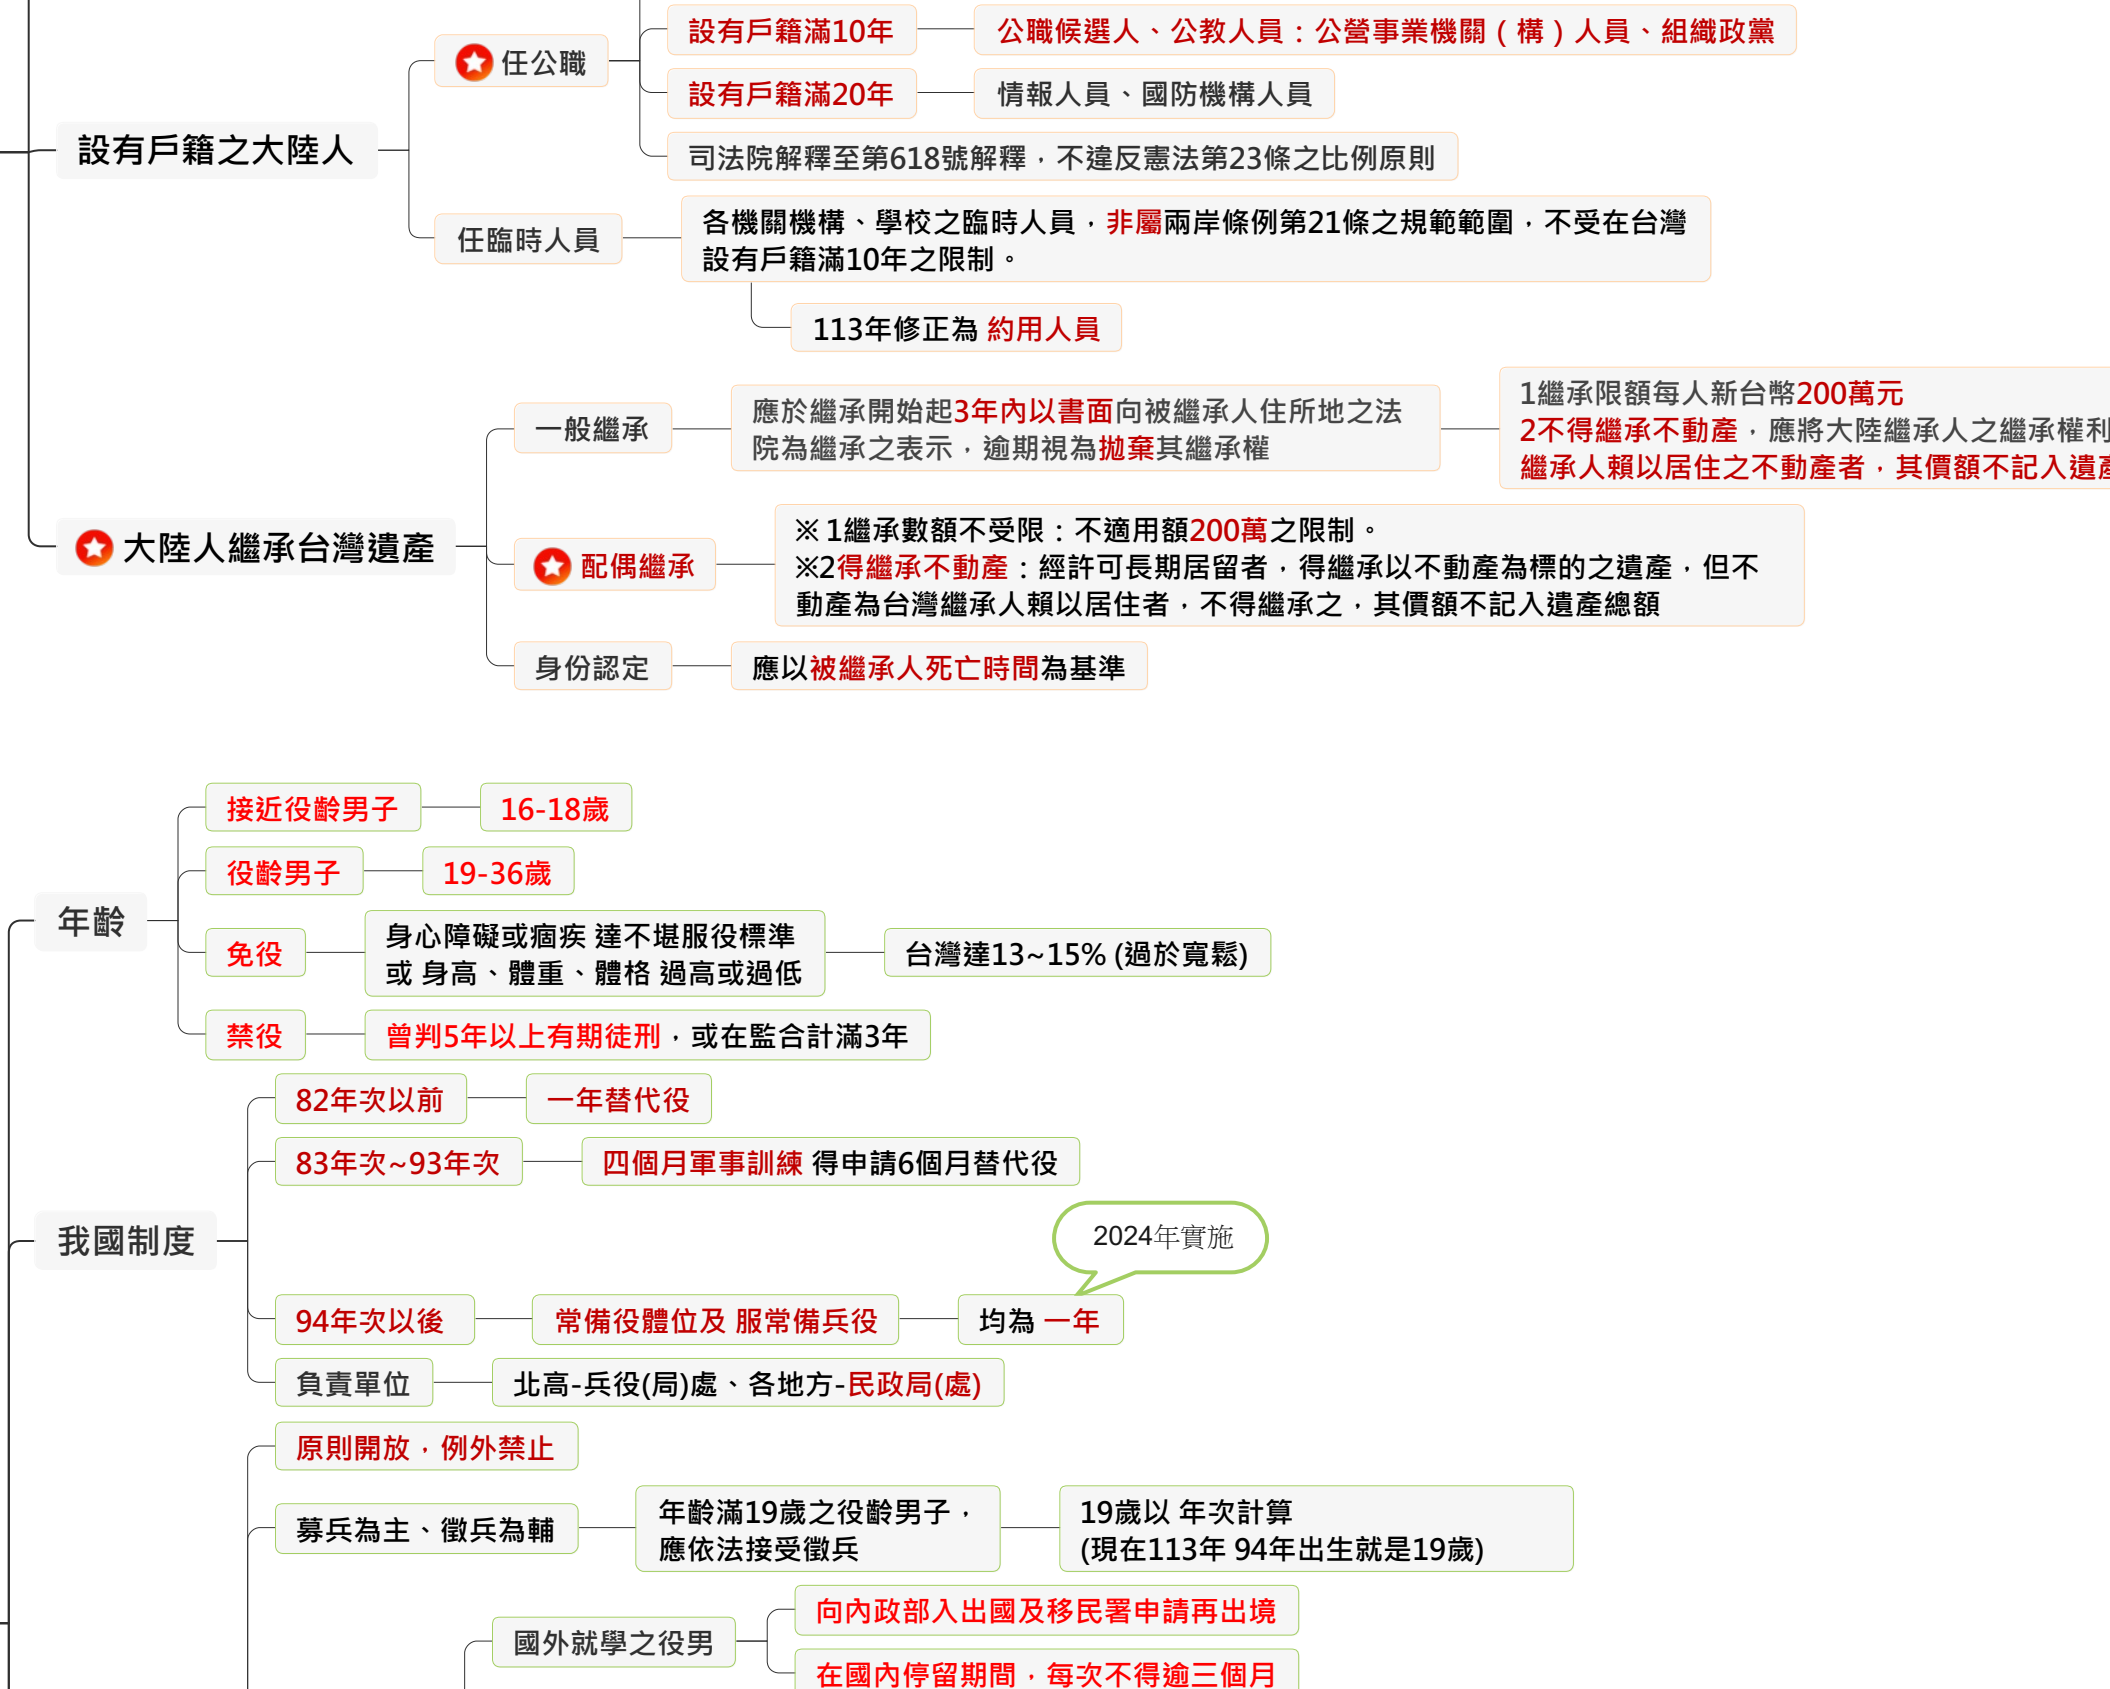 設有戶籍滿10年
公職候選人、公教人員：公營事業機關（構）人員、組織政黨
任公職
設有戶籍滿20年
情報人員、國防機構人員
設有戶籍之大陸人
司法院解釋至第618號解釋，不違反憲法第23條之比例原則
任臨時人員
各機關機構、學校之臨時人員，非屬兩岸條例第21條之規範範圍，不受在台灣
設有戶籍滿10年之限制。
113年修正為 約用人員
一般繼承
應於繼承開始起3年內以書面向被繼承人住所地之法
院為繼承之表示，逾期視為拋棄其繼承權
1繼承限額每人新台幣200萬元
2不得繼承不動產，應將大陸繼承人之繼承權利
繼承人賴以居住之不動產者，其價額不記入遺產
大陸人繼承台灣遺產
配偶繼承
※ 1繼承數額不受限：不適用額200萬之限制。
※2得繼承不動產：經許可長期居留者，得繼承以不動產為標的之遺產，但不
動產為台灣繼承人賴以居住者，不得繼承之，其價額不記入遺產總額
身份認定
應以被繼承人死亡時間為基準
接近役齡男子
16-18歲
役齡男子
19-36歲
年齡
免役
身心障礙或痼疾 達不堪服役標準
或 身高、體重、體格 過高或過低
台灣達13~15% (過於寬鬆)
禁役
曾判5年以上有期徒刑，或在監合計滿3年
82年次以前
一年替代役
83年次~93年次
四個月軍事訓練 得申請6個月替代役
我國制度
2024年實施
94年次以後
常備役體位及 服常備兵役
均為 一年
負責單位
北高-兵役(局)處、各地方-民政局(處)
原則開放，例外禁止
募兵為主、徵兵為輔
年齡滿19歲之役齡男子，
應依法接受徵兵
19歲以 年次計算
(現在113年 94年出生就是19歲)
國外就學之役男
向內政部入出國及移民署申請再出境
在國內停留期間，每次不得逾三個月